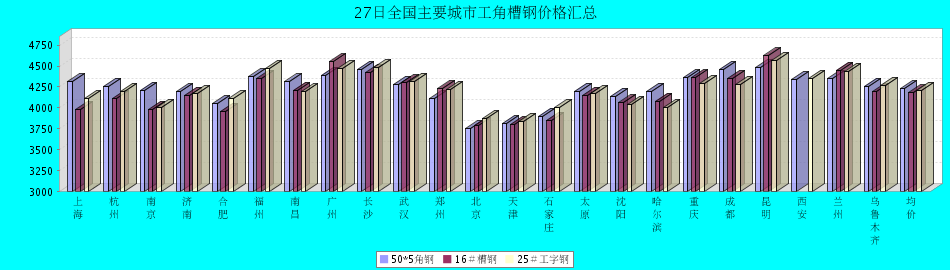 27日全国主要城市工角槽钢价格汇总
4750
4500
4250
4000
3750
3500
3250
3000
上海 杭州 南京 济南 合肥 福州 南昌 广州 长沙 武汉 郑州 北京 天津 石家庄 太原 沈阳 哈尔滨 重庆 成都 昆明 西安 兰州 乌鲁木齐 均价
50*5角钢 16＃槽钢 25＃工字钢